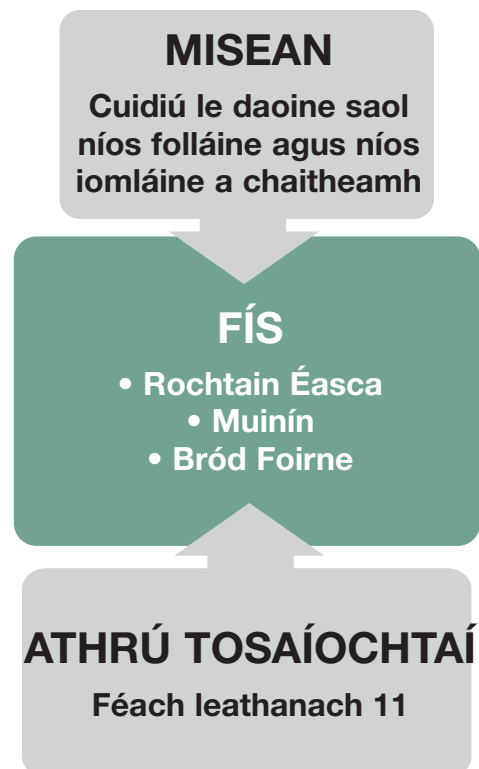 MISEAN
Cuidiú le daoine saol
níos folláine agus níos
iomláine a chaitheamh
FÍS
• Rochtain Éasca
• Muinín
• Bród Foirne
ATHRÚ TOSAÍOCHTAÍ
Féach leathanach 11